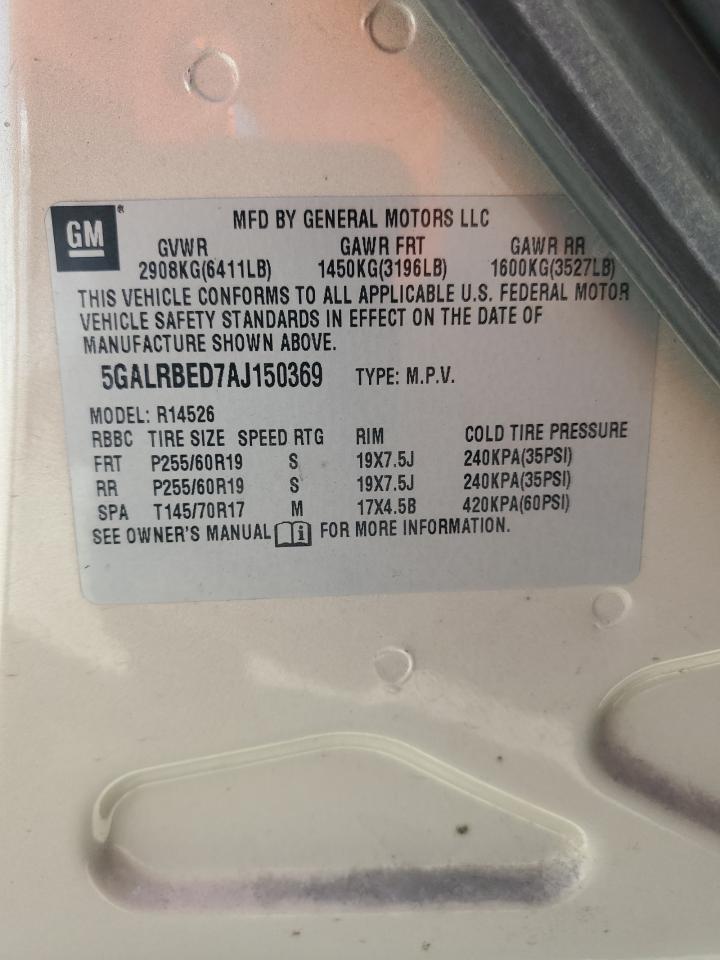 GM®
MFD BY GENERAL MOTORS LLC
GVWR GAWR FRT GAWR RR
2908KG(6411LB) 1450KG(3196LB) 1600KG(3527LB)
THIS VEHICLE CONFORMS TO ALL APPLICABLE U.S. FEDERAL MOTOR
VEHICLE SAFETY STANDARDS IN EFFECT ON THE DATE OF
MANUFACTURE SHOWN ABOVE.
5GALRBED7AJ150369 TYPE: M.P.V.
MODEL: R14526
RBBC TIRE SIZE SPEED RTG RIM COLD TIRE PRESSURE
FRT P255/60R19 S 19X7.5J 240KPA(35PSI)
RR P255/60R19 S 19X7.5J 240KPA(35PSI)
SPA T145/70R17 M 17X4.5B 420KPA(60PSI)
SEE OWNER'S MANUAL i FOR MORE INFORMATION.